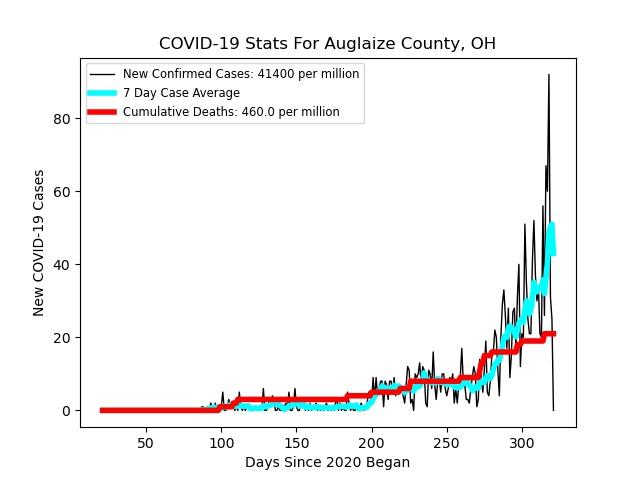 COVID-19 Stats For Auglaize County, OH
New Confirmed Cases: 41400 per million
7 Day Case Average
Cumulative Deaths: 460.0 per million
80
60
40
20
0
New COVID-19 Cases
50 100 150 200 250 300
Days Since 2020 Began